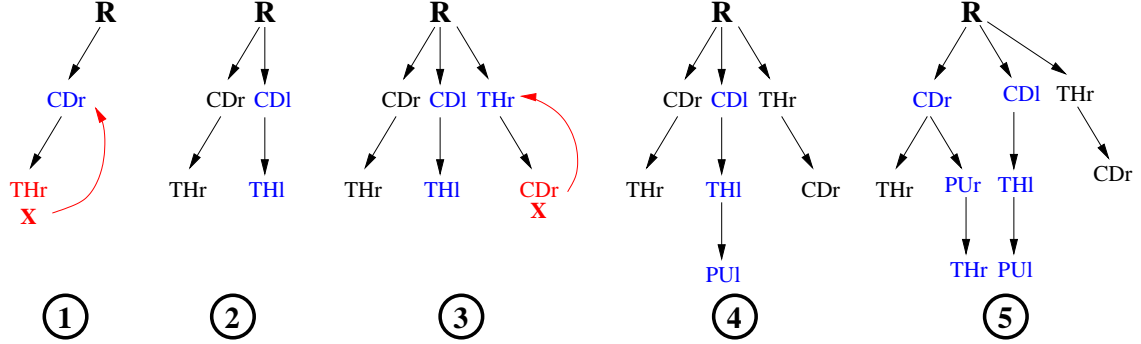 R R R R R
CDr CDr CDl CDr CDl THr CDr CDl THr CDr CDl THr
THr THr THl THr THl CDr THr THl CDr THr PUr THl CDr
X X
PUl THr PUl
1 2 3 4 5